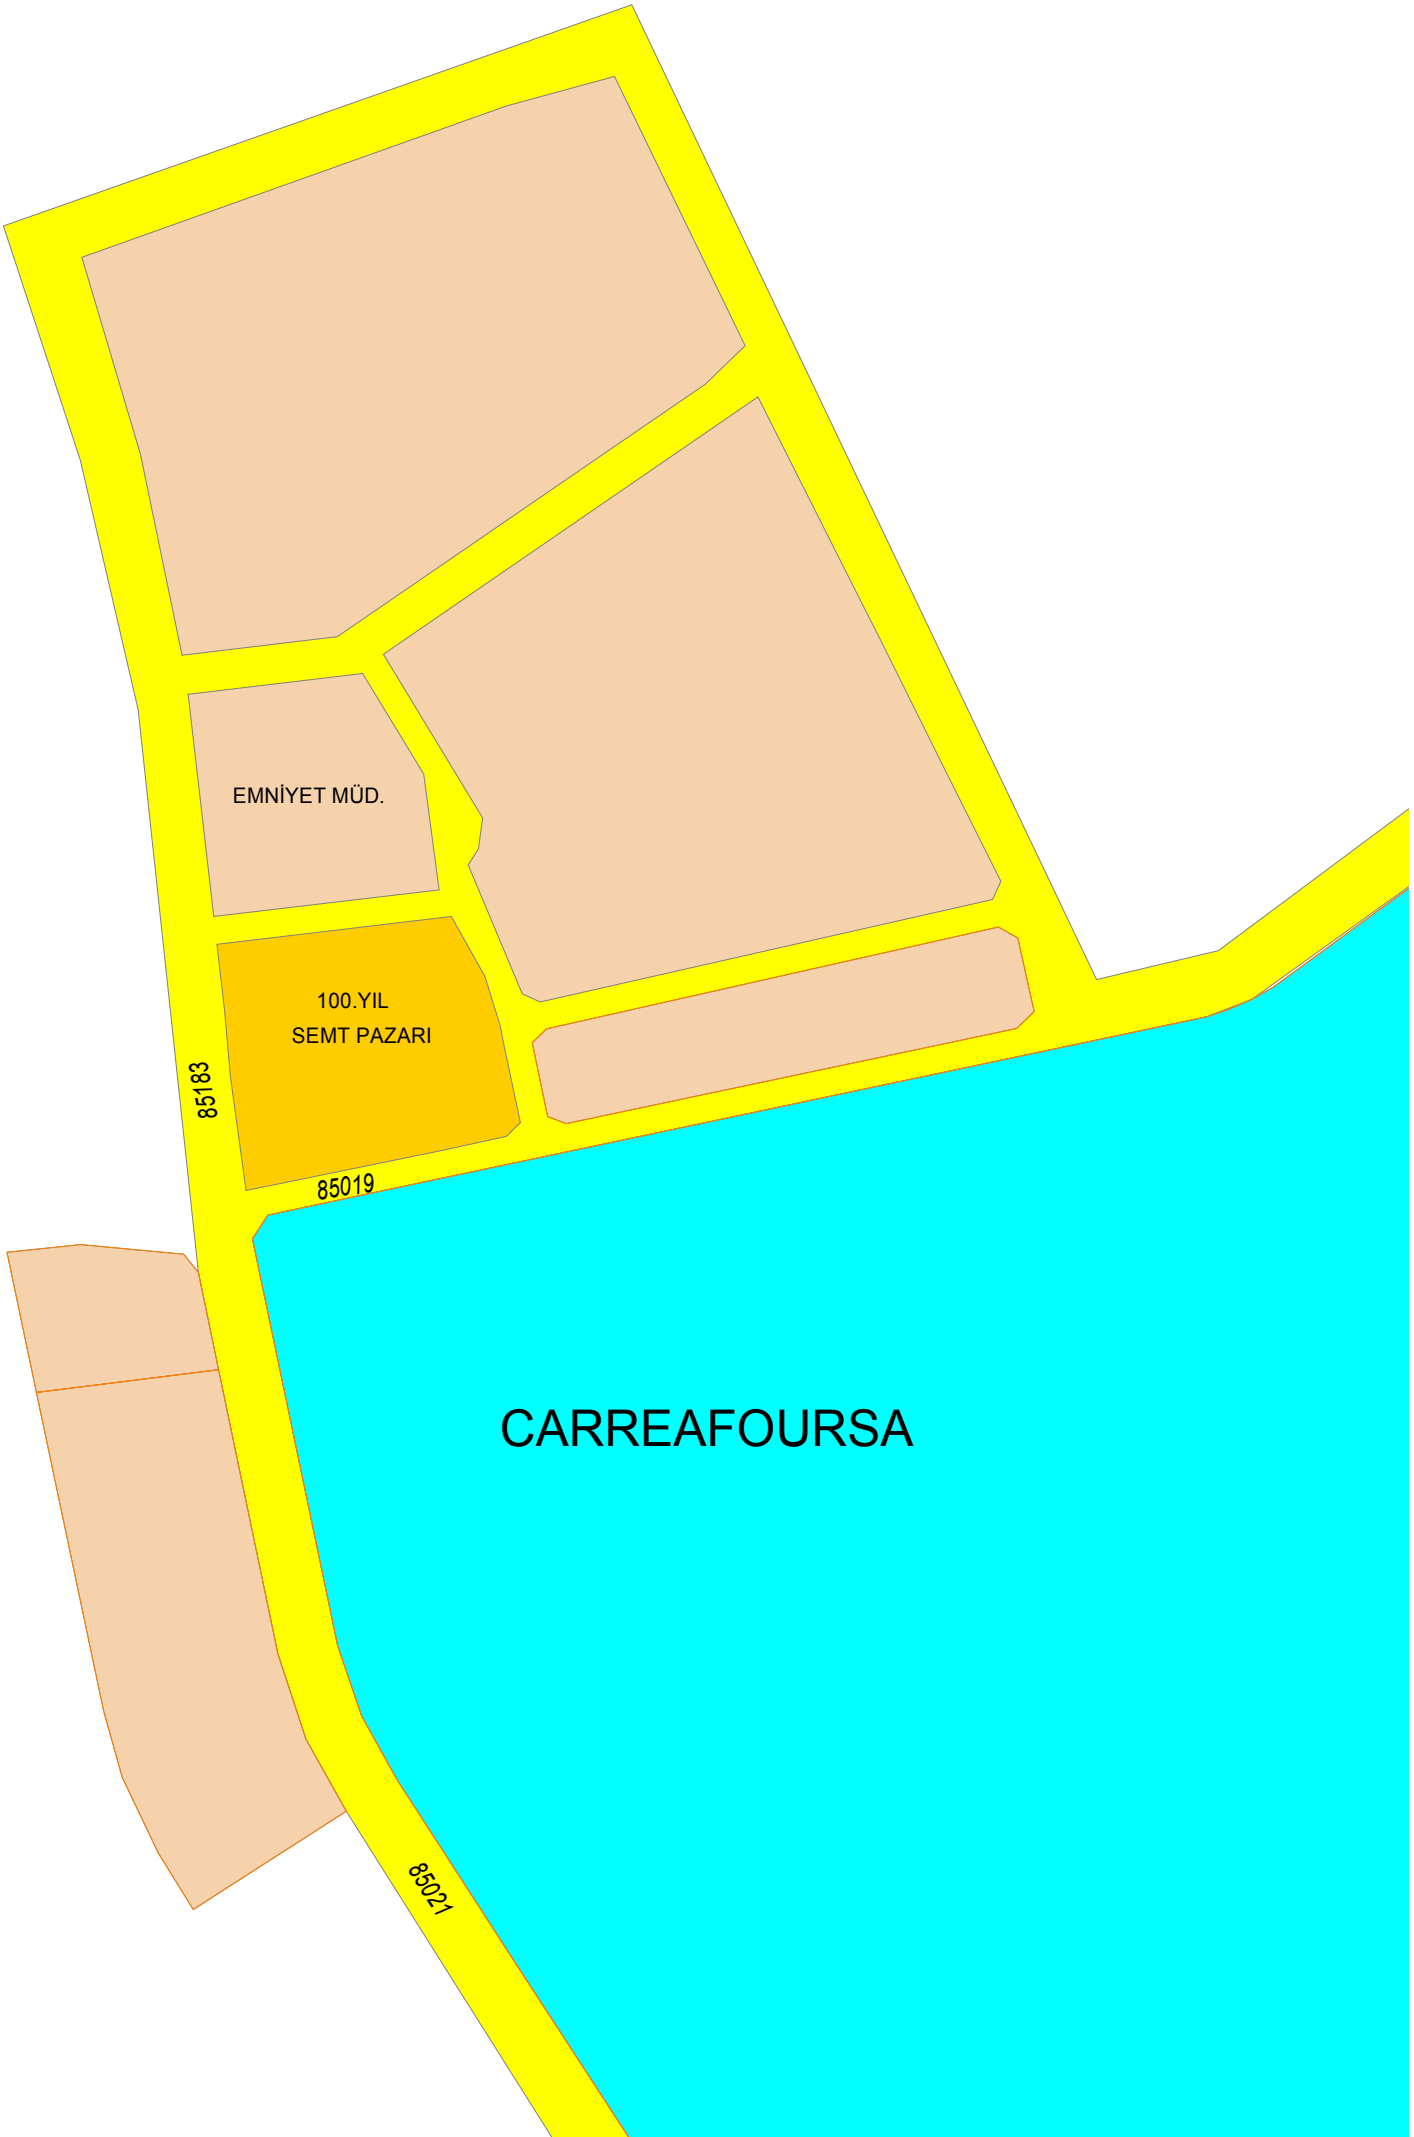 EMNİYET MÜD.
100.YIL
SEMT PAZARI
85183
85019
CARREAFOURSA
85021